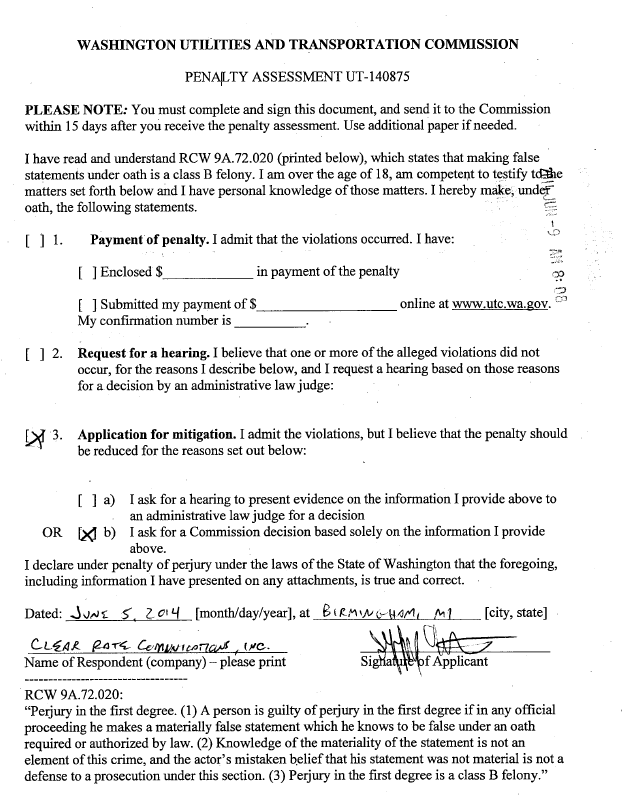 WASHINGTON UTILITIES AND TRANSPORTATION COMMISSION
PENALTY ASSESSMENT UT-140875
PLEASE NOTE: You must complete and sign this document, and send it to the Commission
within 15 days after you receive the penalty assessment. Use additional paper if needed.
I have read and understand RCW 9A.72.020 (printed below), which states that making false
statements under oath is a class B felony. I am over the age of 18, am competent to testify to the
matters set forth below and I have personal knowledge of those matters. I hereby make, under
oath, the following statements.
[ ] 1. Payment of penalty. I admit that the violations occurred. I have:
[ ] Enclosed $_____________ in payment of the penalty
[ ] Submitted my payment of $____________________ online at www.utc.wa.gov.
My confirmation number is __________.
[ ] 2. Request for a hearing. I believe that one or more of the alleged violations did not
occur, for the reasons I describe below, and I request a hearing based on those reasons
for a decision by an administrative law judge:
[X] 3. Application for mitigation. I admit the violations, but I believe that the penalty should
be reduced for the reasons set out below:
[ ] a) I ask for a hearing to present evidence on the information I provide above to
an administrative law judge for a decision
OR [X] b) I ask for a Commission decision based solely on the information I provide
above.
I declare under penalty of perjury under the laws of the State of Washington that the foregoing,
including information I have presented on any attachments, is true and correct.
Dated: JUNE 5, 2014 [month/day/year], at BIRMINGHAM, MI [city, state]
CLEAR RATE COMUNICATIONS, INC.
Name of Respondent (company) – please print Signature of Applicant
-----------------------------------
RCW 9A.72.020:
“Perjury in the first degree. (1) A person is guilty of perjury in the first degree if in any official
proceeding he makes a materially false statement which he knows to be false under an oath
required or authorized by law. (2) Knowledge of the materiality of the statement is not an
element of this crime, and the actor's mistaken belief that his statement was not material is not a
defense to a prosecution under this section. (3) Perjury in the first degree is a class B felony.”
-9 AM 8:08